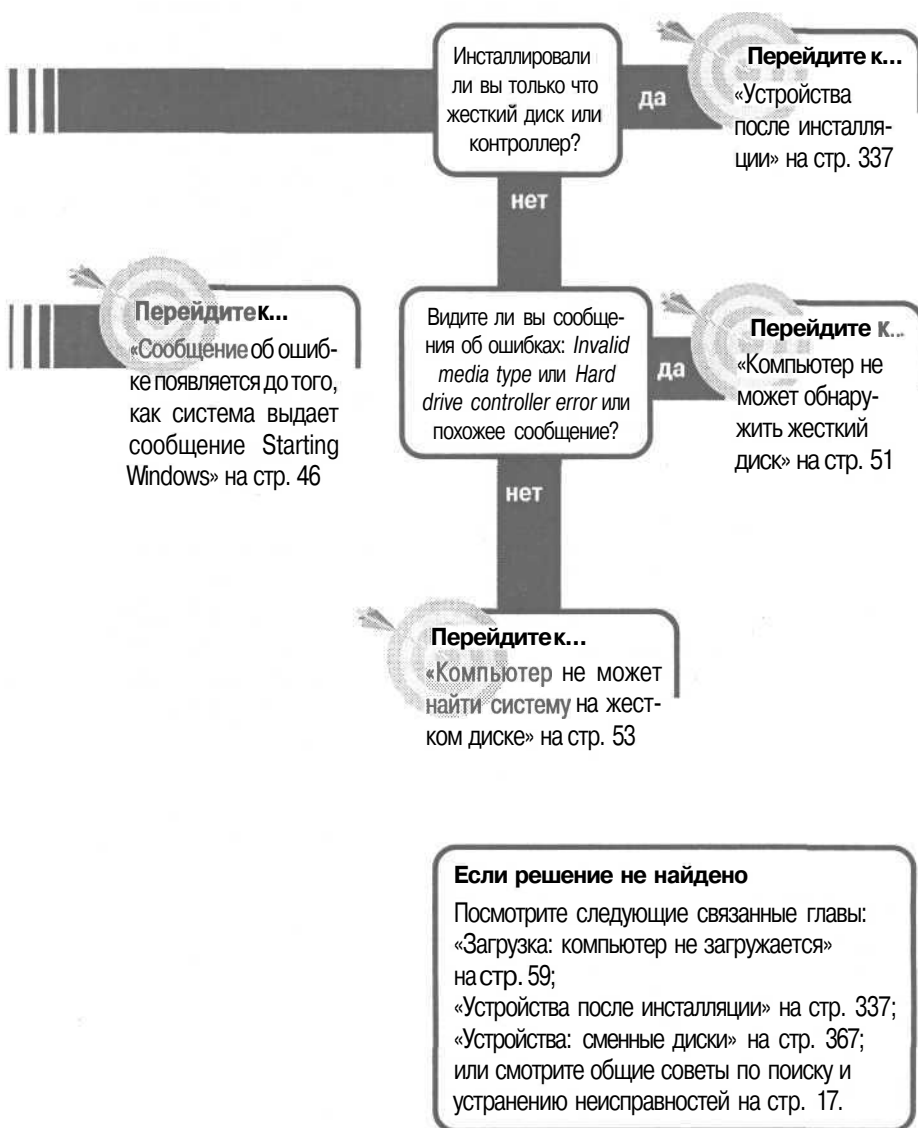 Инсталлировали
ли вы только что
жесткий диск или
контроллер?
да
Перейдите к...
«Устройства
после инсталля-
ции» на стр. 337
нет
Перейдите к...
«Сообщение об ошиб-
ке появляется до того,
как система выдает
сообщение Starting
Windows» на стр. 46
Видите ли вы сообще-
ния об ошибках: Invalid
media type или Hard
drive controller error или
похожее сообщение?
да
Перейдите к...
«Компьютер не
может обнару-
жить жесткий
диск» на стр. 51
нет
Перейдите к...
«Компьютер не может
найти систему на жест-
ком диске» на стр. 53
Если решение не найдено
Посмотрите следующие связанные главы:
«Загрузка: компьютер не загружается»
на стр. 59;
«Устройства после инсталляции» на стр. 337;
«Устройства: сменные диски» на стр. 367;
или смотрите общие советы по поиску и
устранению неисправностей на стр. 17.